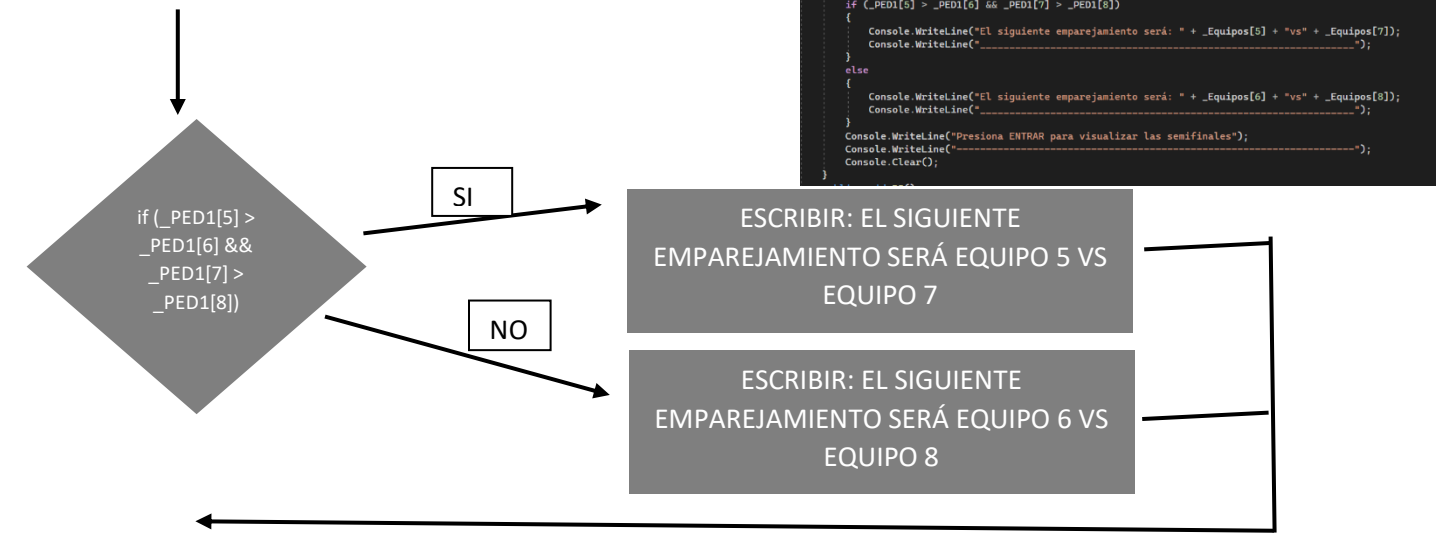 if (_PED1[5] > _PED1[6] && _PED1[7] > _PED1[8])
{
Console.WriteLine("El siguiente emparejamiento será: " + _Equipos[5] + "vs" + _Equipos[7]);
Console.WriteLine("________________________________________________________________");
}
else
{
Console.WriteLine("El siguiente emparejamiento será: " + _Equipos[6] + "vs" + _Equipos[8]);
Console.WriteLine("________________________________________________________________");
}
Console.WriteLine("Presiona ENTRAR para visualizar las semifinales");
Console.WriteLine("--------------------------------------------------------------------");
Console.Clear();
}
if (_PED1[5] >
_PED1[6] &&
_PED1[7] >
_PED1[8])
SI
ESCRIBIR: EL SIGUIENTE
EMPAREJAMIENTO SERÁ EQUIPO 5 VS
EQUIPO 7
NO
ESCRIBIR: EL SIGUIENTE
EMPAREJAMIENTO SERÁ EQUIPO 6 VS
EQUIPO 8